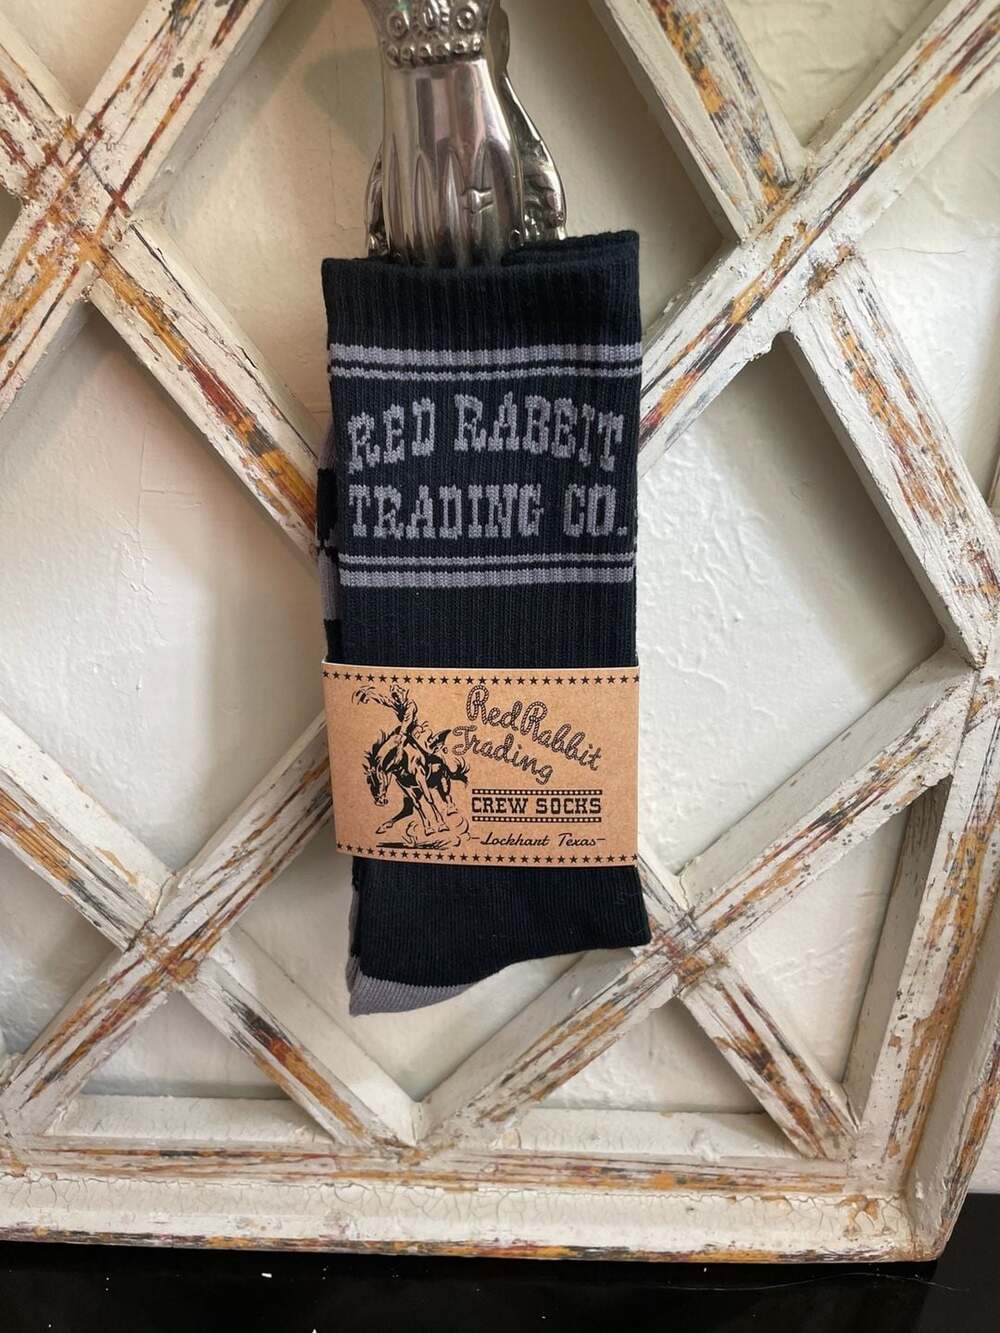 RED RABBIT
TRADING CO.
Red Rabbit
Trading
CREW SOCKS
-Lockhart Texas-